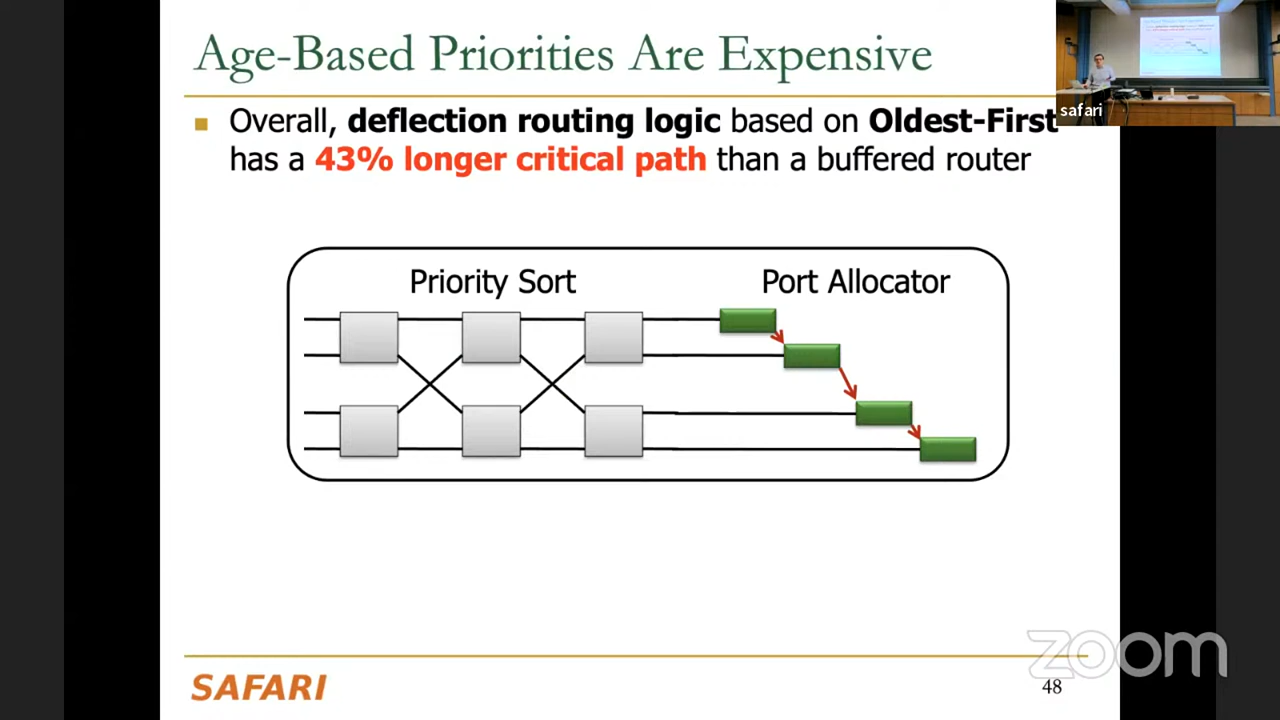 Age-Based Priorities Are Expensive
Overall, deflection routing logic based on Oldest-First
has a 43% longer critical path than a buffered router
Priority Sort
Port Allocator
SAFARI
48
zoom
safari